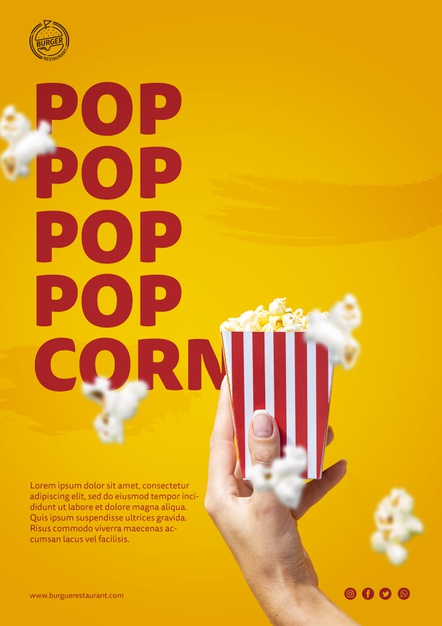 BURGER
RESTAURANT
POP
POP
POP
POP
CORN
Lorem ipsum dolor sit amet, consectetur
adipiscing elit, sed do eiusmod tempor inci-
didunt ut labore et dolore magna aliqua.
Quis ipsum suspendisse ultrices gravida.
Risus commodo viverra maecenas ac-
cumsan lacus vel facilisis.
www.burguerestaurant.com